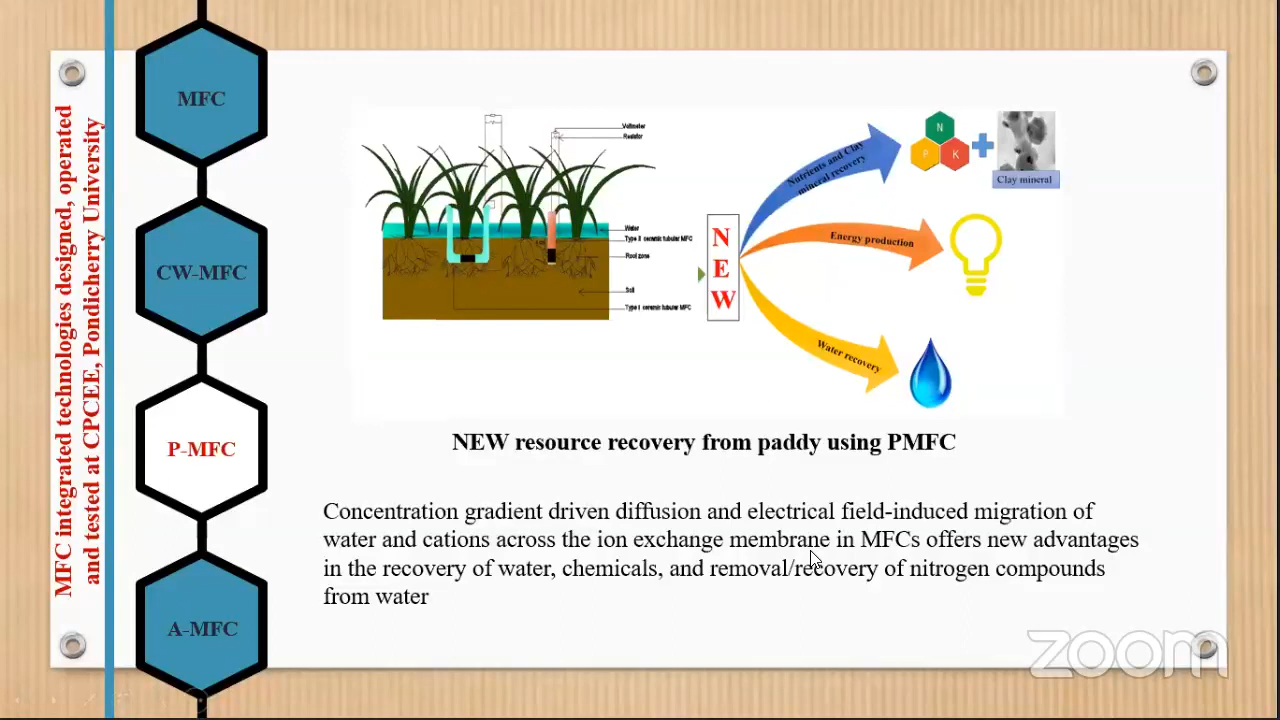 MFC integrated technologies designed, operated
and tested at CPCEE, Pondicherry University
MFC
CW-MFC
P-MFC
A-MFC
Voltmeter
Resistor
Water
Type II ceramic tubular MFC
Root zone
Soil
Type I ceramic tubular MFC
N
E
W
Nutrients and Clay
mineral recovery
Energy production
Water recovery
N
P
K
Clay mineral
NEW resource recovery from paddy using PMFC
Concentration gradient driven diffusion and electrical field-induced migration of
water and cations across the ion exchange membrane in MFCs offers new advantages
in the recovery of water, chemicals, and removal/recovery of nitrogen compounds
from water
zoom